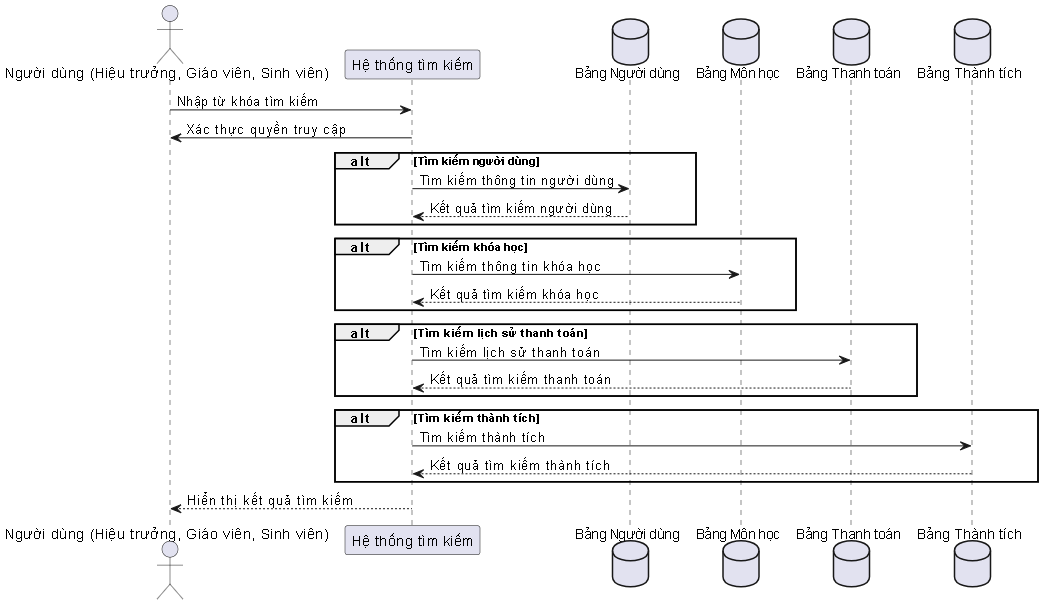 Người dùng (Hiệu trưởng, Giáo viên, Sinh viên)
Hệ thống tìm kiếm
Bảng Người dùng
Bảng Môn học
Bảng Thanh toán
Bảng Thành tích
Nhập từ khóa tìm kiếm
Xác thực quyền truy cập
alt [Tìm kiếm người dùng]
Tìm kiếm thông tin người dùng
Kết quả tìm kiếm người dùng
alt [Tìm kiếm khóa học]
Tìm kiếm thông tin khóa học
Kết quả tìm kiếm khóa học
alt [Tìm kiếm lịch sử thanh toán]
Tìm kiếm lịch sử thanh toán
Kết quả tìm kiếm thanh toán
alt [Tìm kiếm thành tích]
Tìm kiếm thành tích
Kết quả tìm kiếm thành tích
Hiển thị kết quả tìm kiếm
Người dùng (Hiệu trưởng, Giáo viên, Sinh viên)
Hệ thống tìm kiếm
Bảng Người dùng
Bảng Môn học
Bảng Thanh toán
Bảng Thành tích